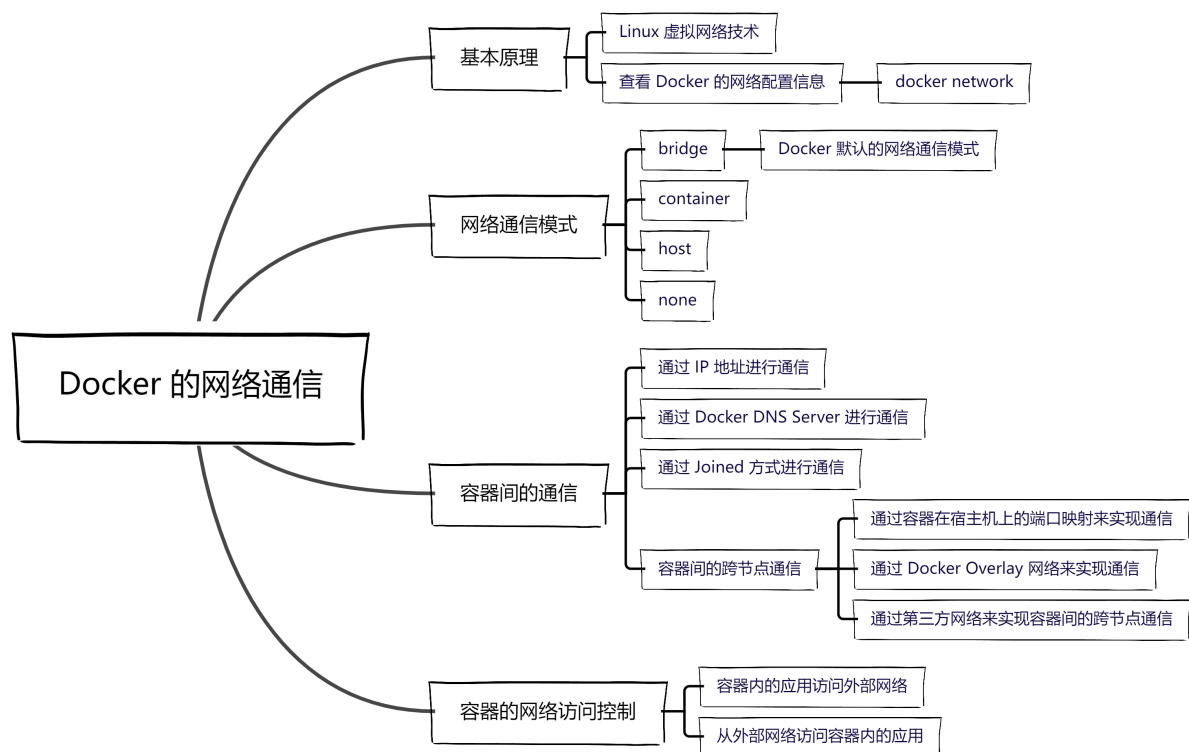 Docker 的网络通信
基本原理
Linux 虚拟网络技术
查看 Docker 的网络配置信息
docker network
网络通信模式
bridge
Docker 默认的网络通信模式
container
host
none
容器间的通信
通过 IP 地址进行通信
通过 Docker DNS Server 进行通信
通过 Joined 方式进行通信
容器间的跨节点通信
通过容器在宿主机上的端口映射来实现通信
通过 Docker Overlay 网络来实现通信
通过第三方网络来实现容器间的跨节点通信
容器的网络访问控制
容器内的应用访问外部网络
从外部网络访问容器内的应用